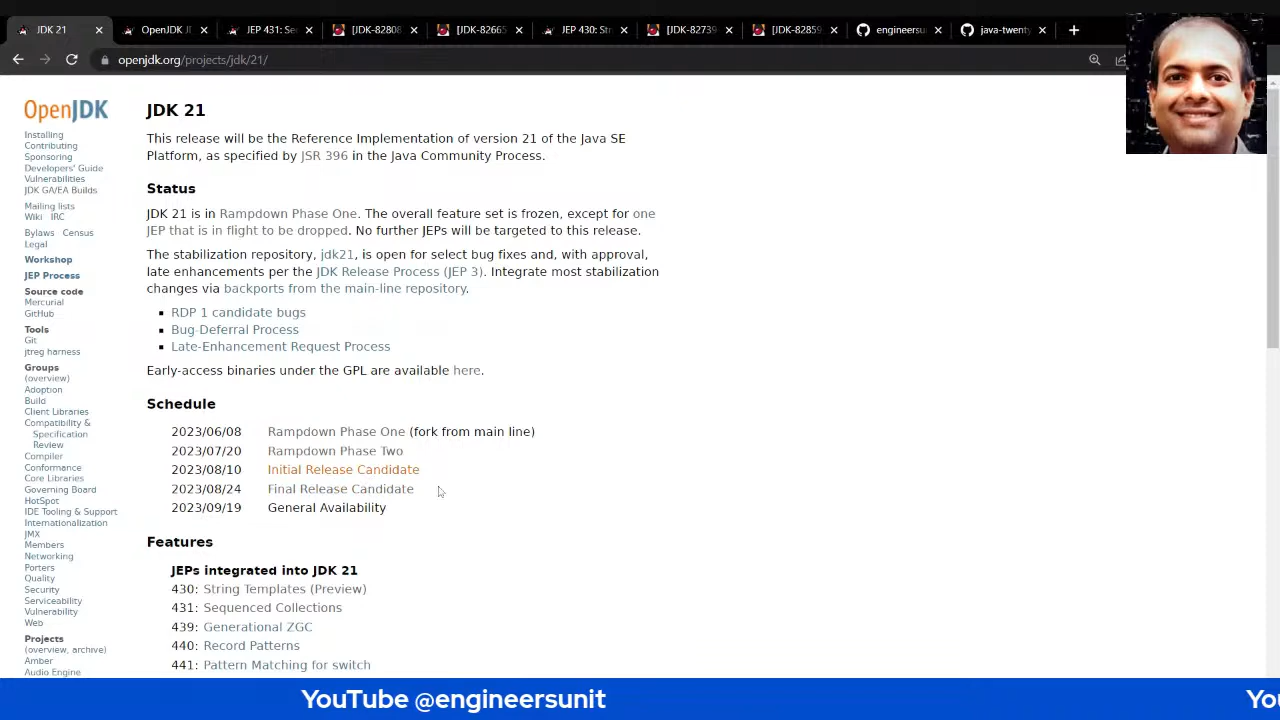 JDK 21
OpenJDK J
JEP 431: Se
[JDK-8280
[JDK-82665
JEP 430: St
[JDK-82739
[JDK-82859
engineersu
java-twent
openjdk.org/projects/jdk/21/
OpenJDK
Installing
Contributing
Sponsoring
Developers' Guide
Vulnerabilities
JDK GA/EA Builds
Mailing lists
Wiki IRC
Bylaws Census
Legal
Workshop
JEP Process
Source code
Mercurial
GitHub
Tools
Git
jtreg harness
Groups
(overview)
Adoption
Build
Client Libraries
Compatibility &
Specification
Review
Compiler
Conformance
Core Libraries
Governing Board
HotSpot
IDE Tooling & Support
Internationalization
JMX
Members
Networking
Porters
Quality
Security
Serviceability
Vulnerability
Web
Projects
(overview, archive)
Amber
Audio Engine
JDK 21
This release will be the Reference Implementation of version 21 of the Java SE
Platform, as specified by JSR 396 in the Java Community Process.
Status
JDK 21 is in Rampdown Phase One. The overall feature set is frozen, except for one
JEP that is in flight to be dropped. No further JEPs will be targeted to this release.
The stabilization repository, jdk21, is open for select bug fixes and, with approval,
late enhancements per the JDK Release Process (JEP 3). Integrate most stabilization
changes via backports from the main-line repository.
RDP 1 candidate bugs
Bug-Deferral Process
Late-Enhancement Request Process
Early-access binaries under the GPL are available here.
Schedule
2023/06/08 Rampdown Phase One (fork from main line)
2023/07/20 Rampdown Phase Two
2023/08/10 Initial Release Candidate
2023/08/24 Final Release Candidate
2023/09/19 General Availability
Features
JEPs integrated into JDK 21
430: String Templates (Preview)
431: Sequenced Collections
439: Generational ZGC
440: Record Patterns
441: Pattern Matching for switch
YouTube @engineersunit
Yo